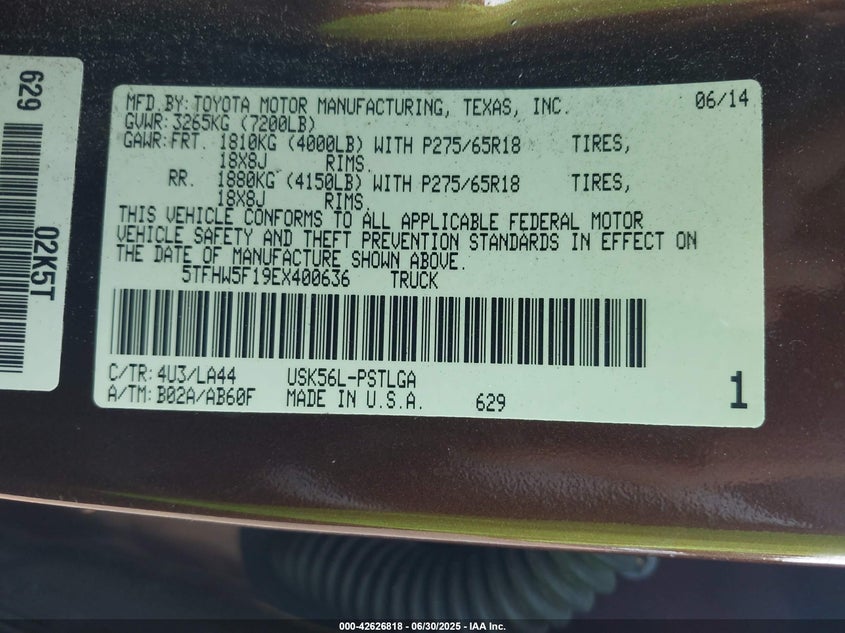 629
02K5T
MFD BY: TOYOTA MOTOR MANUFACTURING, TEXAS, INC. 06/14
GVWR: 3265KG (7200LB)
GAWR: FRT. 1810KG (4000LB) WITH P275/65R18 TIRES,
18X8J RIMS.
RR. 1880KG (4150LB) WITH P275/65R18 TIRES,
18X8J RIMS.
THIS VEHICLE CONFORMS TO ALL APPLICABLE FEDERAL MOTOR
VEHICLE SAFETY AND THEFT PREVENTION STANDARDS IN EFFECT ON
THE DATE OF MANUFACTURE SHOWN ABOVE.
5TFHW5F19EX400636 TRUCK
C/TR: 4U3/LA44 USK56L-PSTLGA
A/TM: B02A/AB60F MADE IN U.S.A. 629 1
000-42626818 - 06/30/2025 - IAA Inc.